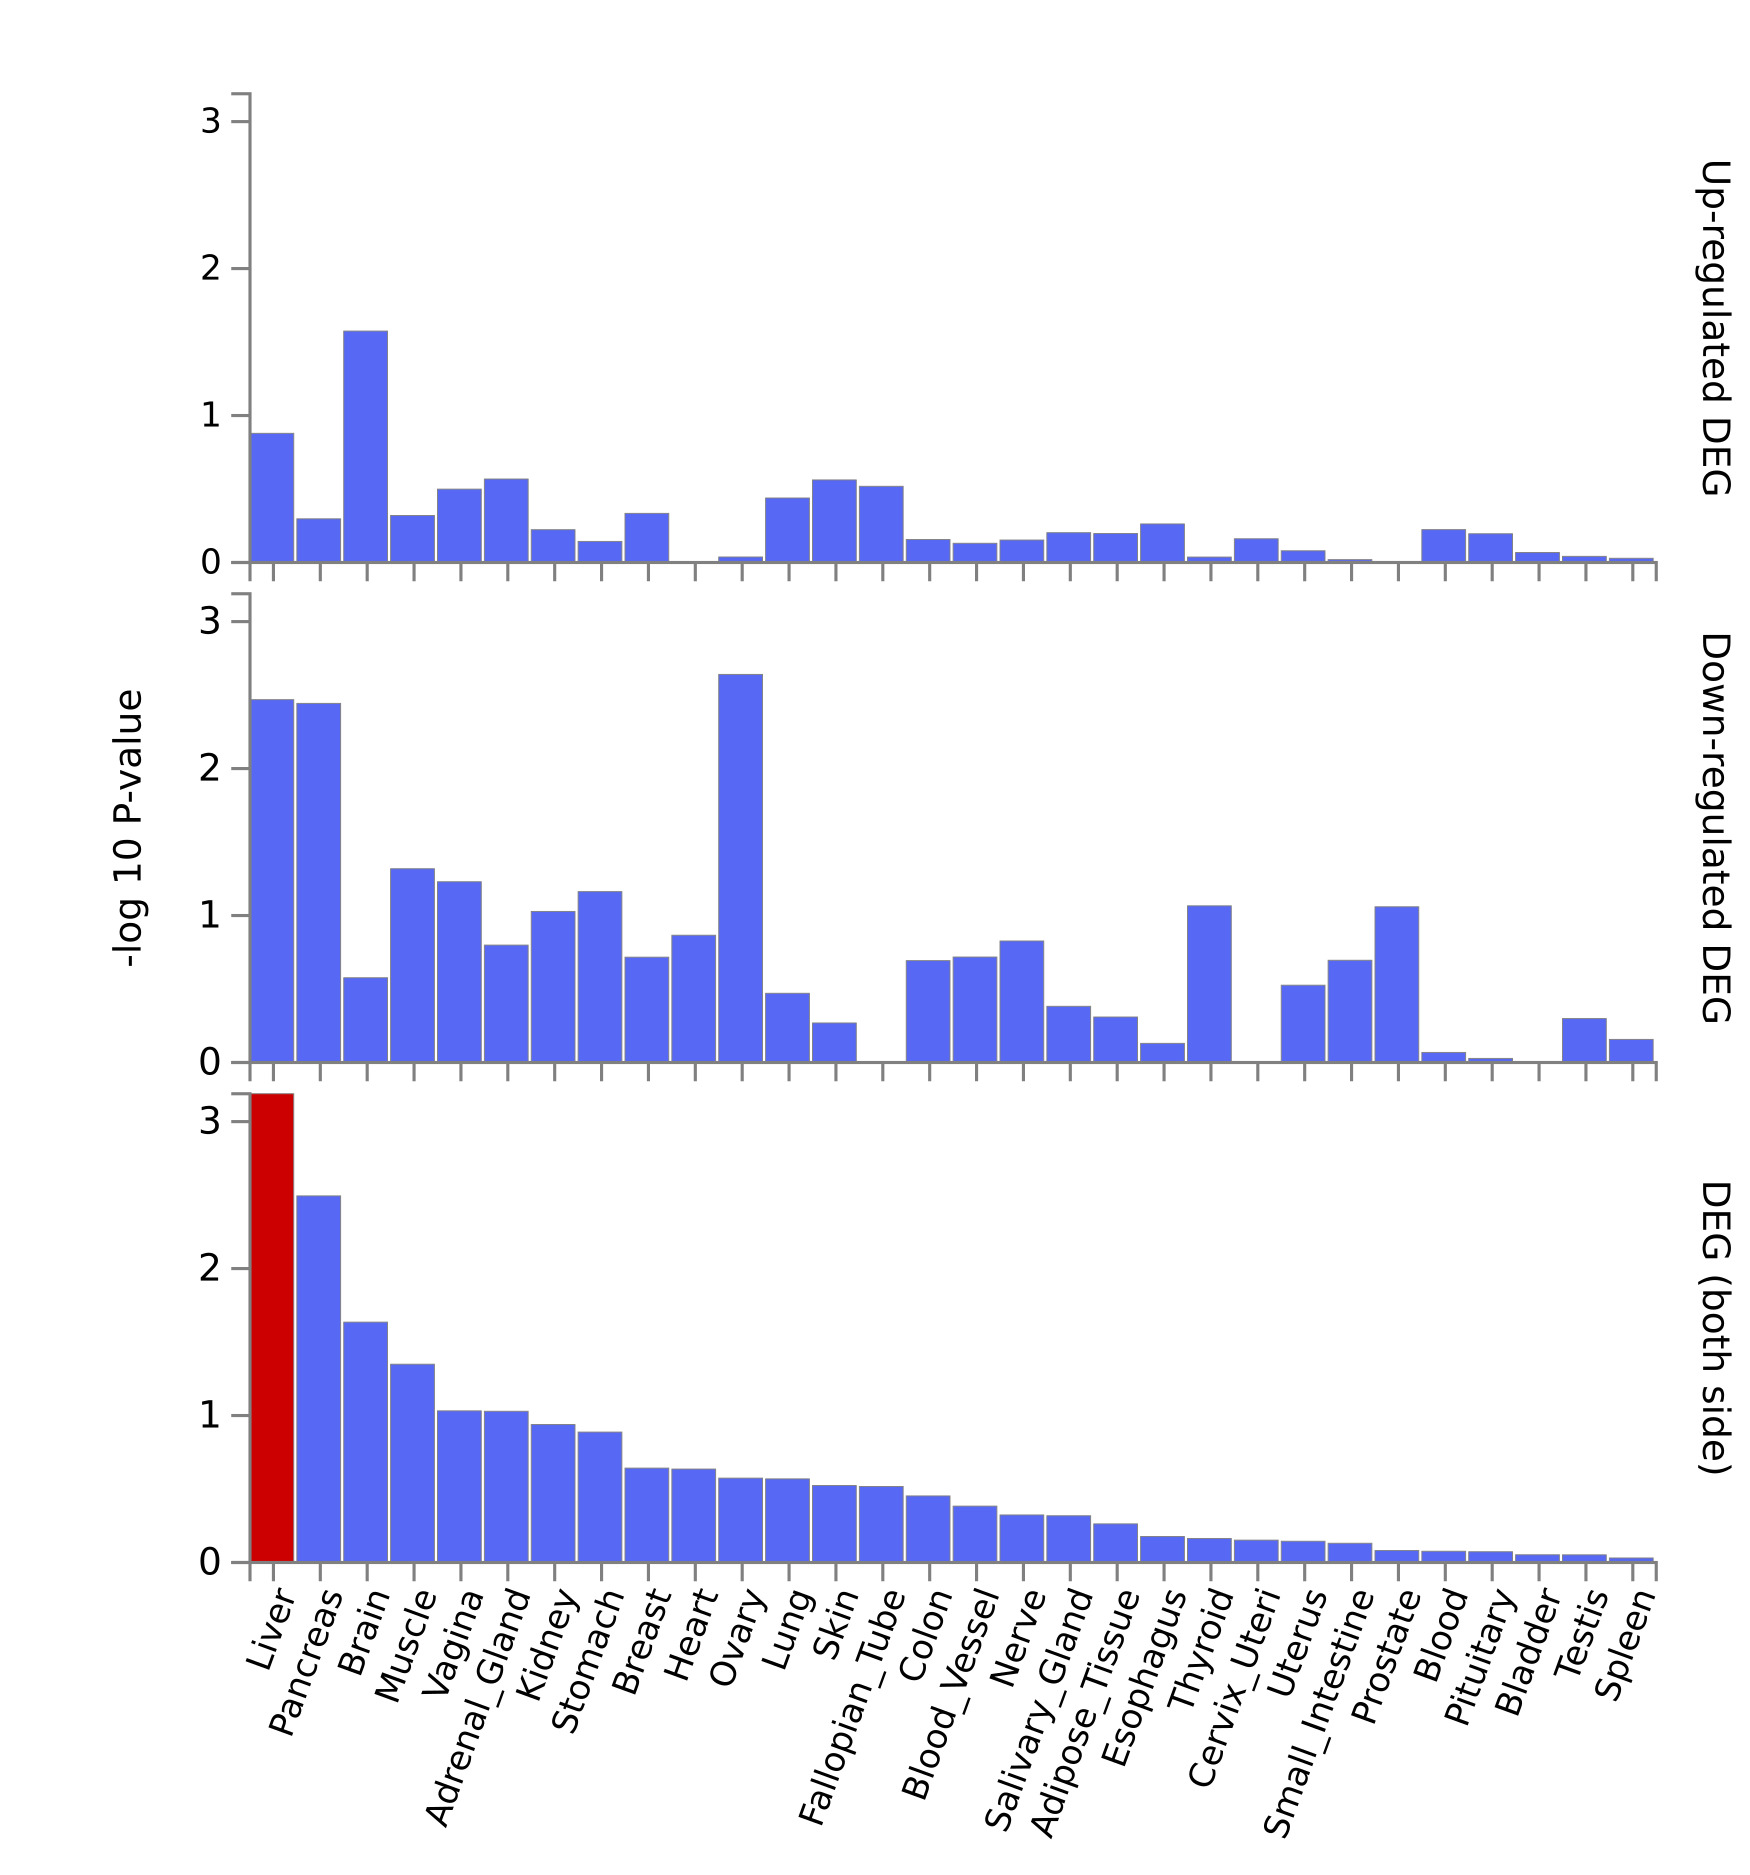 3
2
1
0
Up-regulated DEG
3
2
1
0
Down-regulated DEG
-log 10 P-value
3
2
1
0
DEG (both side)
Liver
Pancreas
Brain
Muscle
Vagina
Adrenal_Gland
Kidney
Stomach
Breast
Heart
Ovary
Lung
Skin
Fallopian_Tube
Colon
Blood_Vessel
Nerve
Salivary_Gland
Adipose_Tissue
Esophagus
Thyroid
Cervix_Uteri
Uterus
Small_Intestine
Prostate
Blood
Pituitary
Bladder
Testis
Spleen